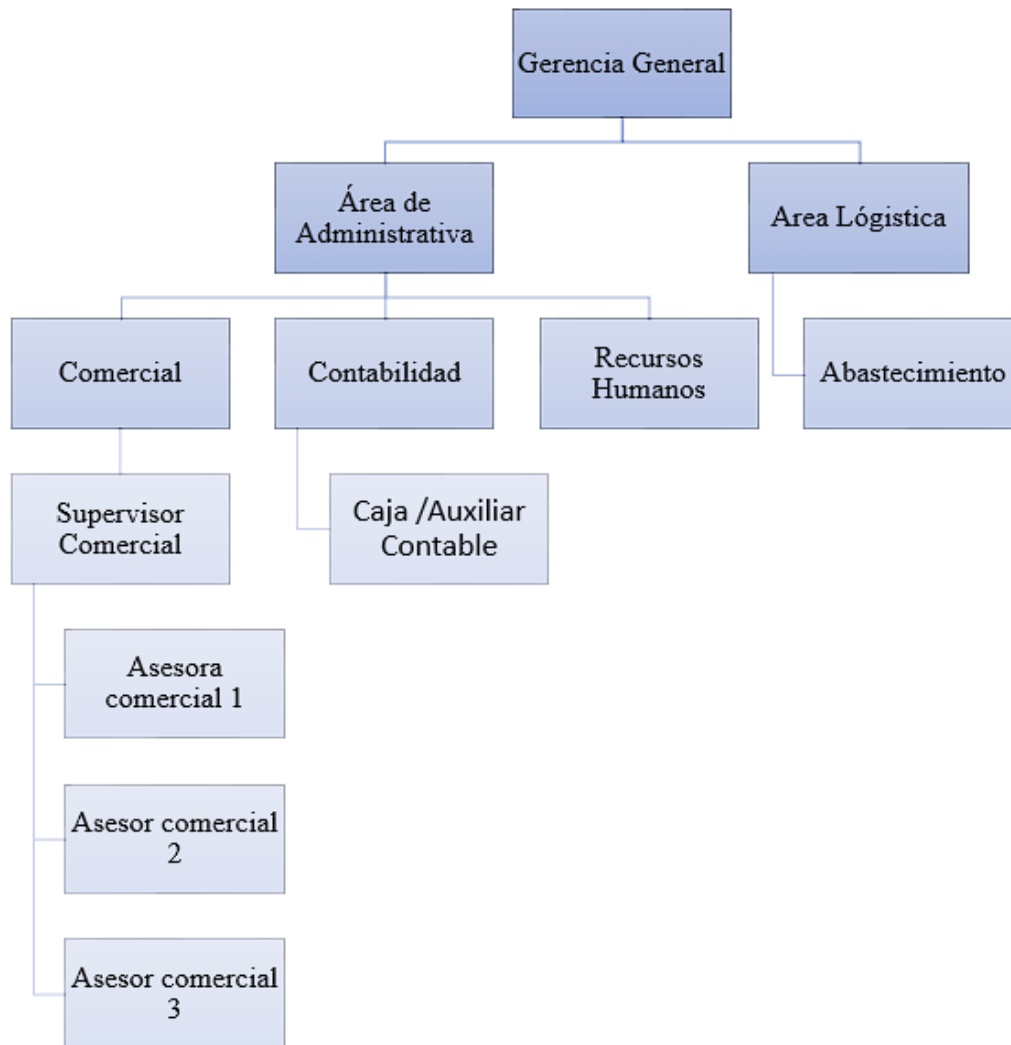 Gerencia General
Área de
Administrativa
Area Lógistica
Comercial
Contabilidad
Recursos
Humanos
Abastecimiento
Supervisor
Comercial
Caja /Auxiliar
Contable
Asesora
comercial 1
Asesor comercial
2
Asesor comercial
3